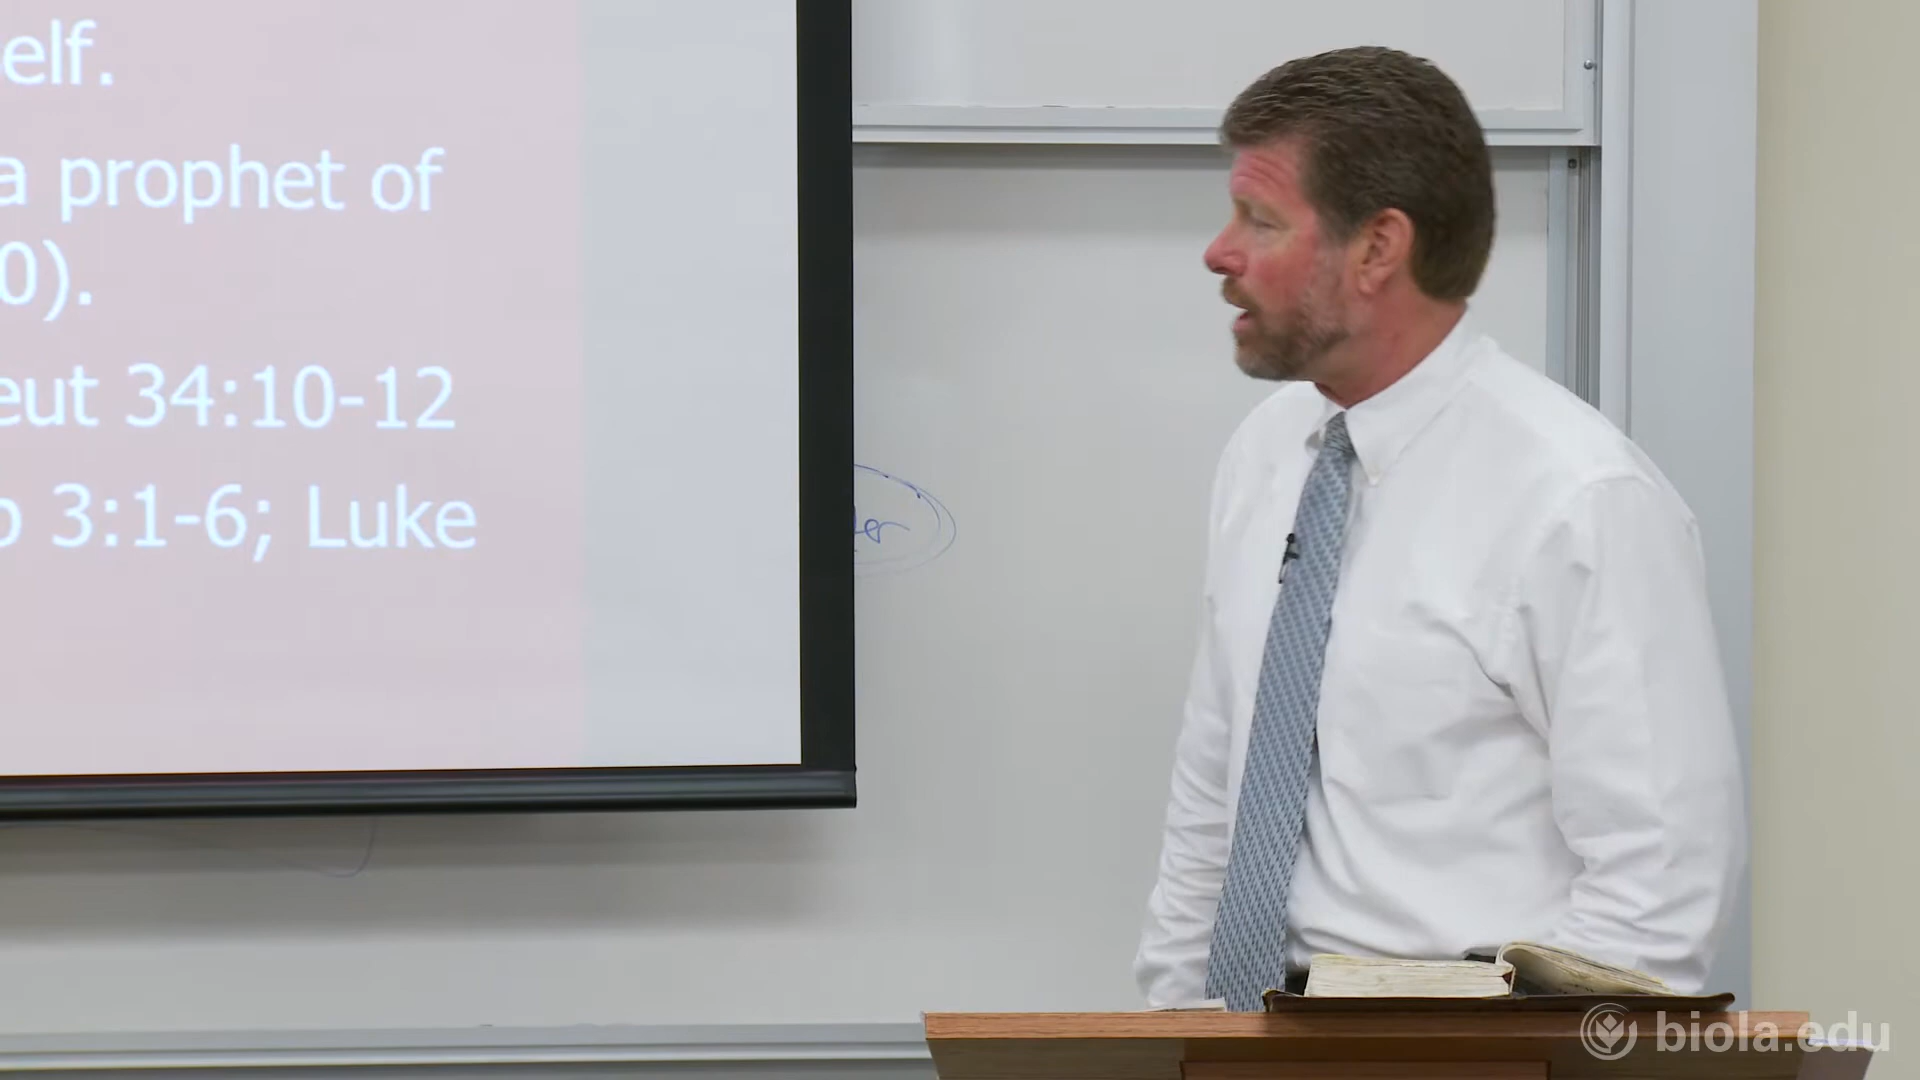 elf.
a prophet of
0).
eut 34:10-12
3:1-6; Luke
biola.edu